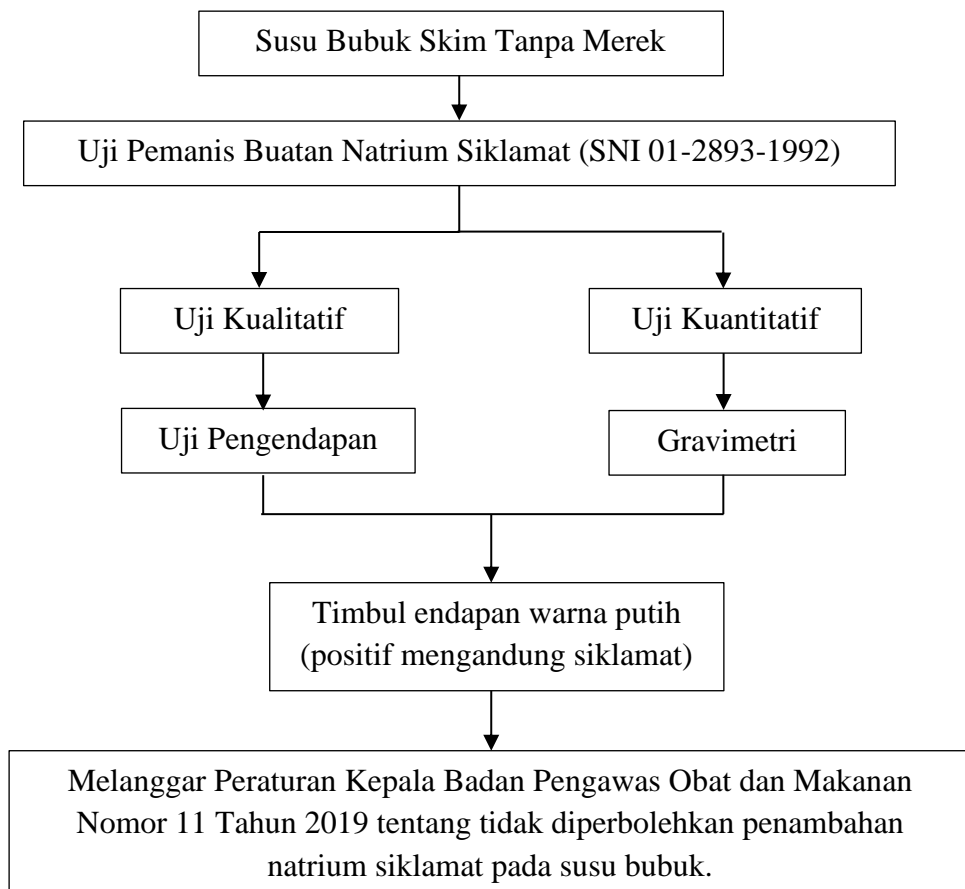 Susu Bubuk Skim Tanpa Merek
Uji Pemanis Buatan Natrium Siklamat (SNI 01-2893-1992)
Uji Kualitatif
Uji Kuantitatif
Uji Pengendapan
Gravimetri
Timbul endapan warna putih
(positif mengandung siklamat)
Melanggar Peraturan Kepala Badan Pengawas Obat dan Makanan
Nomor 11 Tahun 2019 tentang tidak diperbolehkan penambahan
natrium siklamat pada susu bubuk.